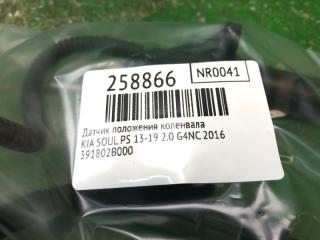 258866
NR0041
Датчик положения коленвала
KIA SOUL PS 13-19 2.0 G4NC 2016
391802B000